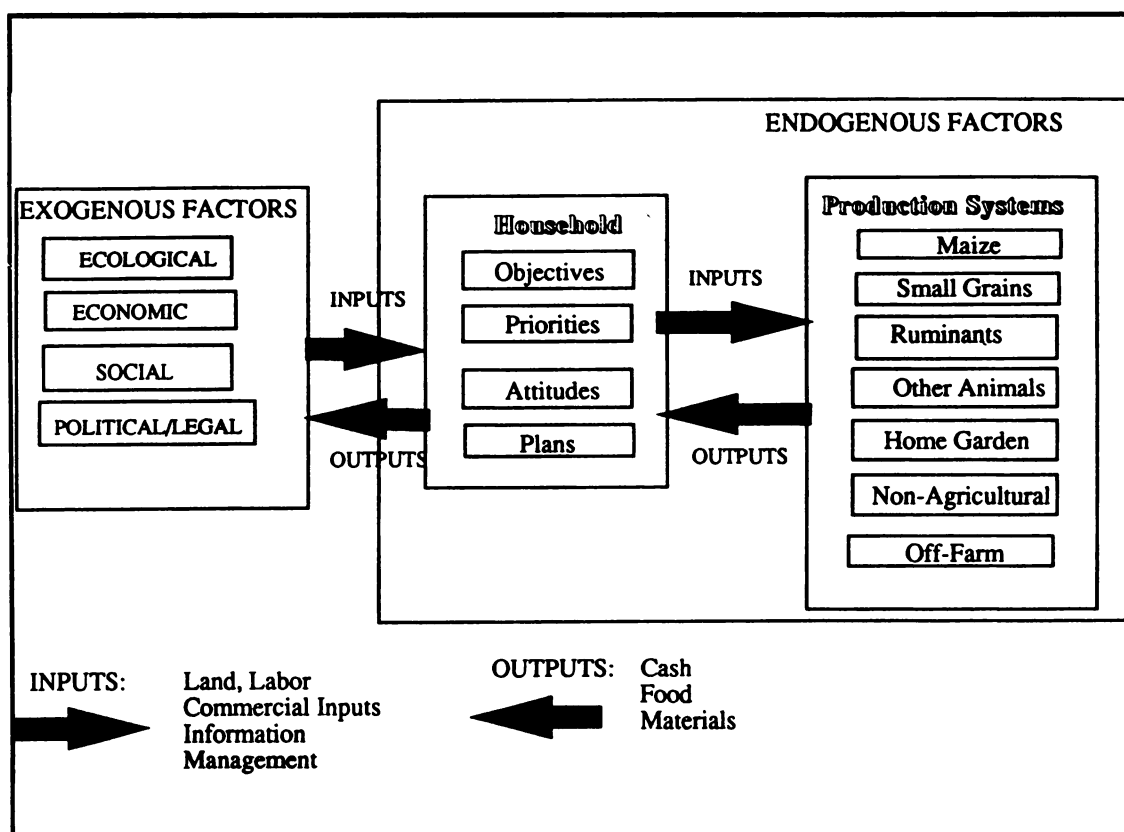 ENDOGENOUS FACTORS
EXOGENOUS FACTORS
ECOLOGICAL
ECONOMIC
SOCIAL
POLITICAL/LEGAL
INPUTS
OUTPUTS
Household
Objectives
Priorities
Attitudes
Plans
INPUTS
OUTPUTS
Production Systems
Maize
Small Grains
Ruminants
Other Animals
Home Garden
Non-Agricultural
Off-Farm
INPUTS:
Land, Labor
Commercial Inputs
Information
Management
OUTPUTS:
Cash
Food
Materials